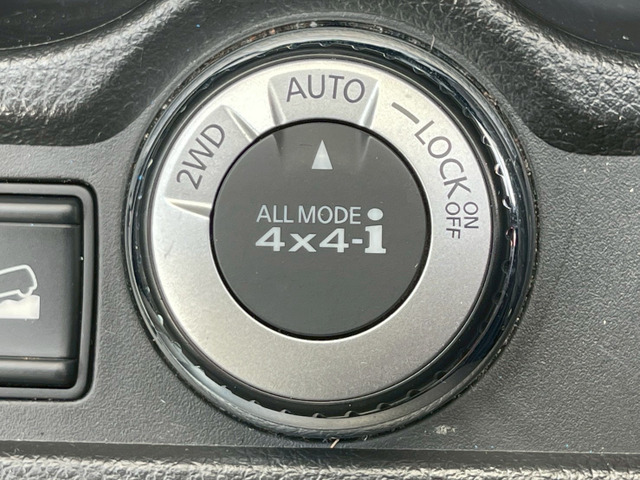 2WD
AUTO
LOCK
ON
OFF
ALL MODE
4x4-i